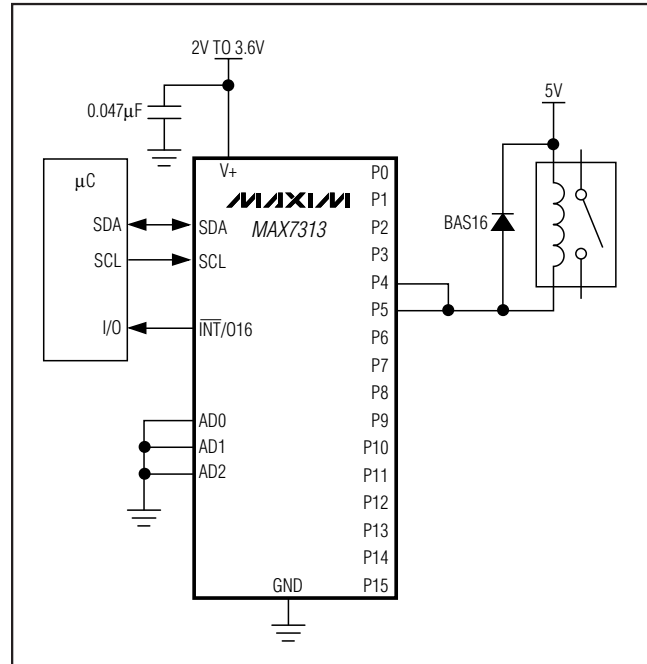 2V TO 3.6V
0.047μF
5V
μC
V+
MAXIM
MAX7313
SDA
SCL
I/O
SDA
SCL
I̅N̅T̅/O16
AD0
AD1
AD2
GND
P0
P1
P2
P3
P4
P5
P6
P7
P8
P9
P10
P11
P12
P13
P14
P15
BAS16